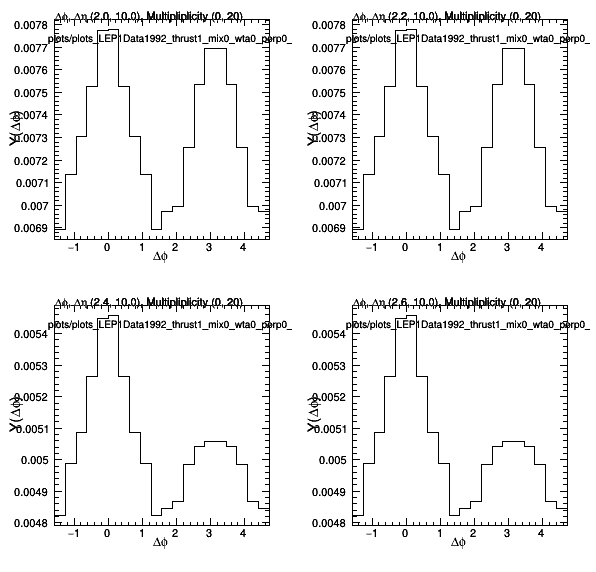 Δϕ, Δη (2.0, 10.0), Multipliplicity (0, 20)
plots/plots_LEP1Data1992_thrust1_mix0_wta0_perp0_
Y(Δϕ)
0.0078
0.0077
0.0076
0.0075
0.0074
0.0073
0.0072
0.0071
0.007
0.0069
−1 0 1 2 3 4
Δϕ
Δϕ, Δη (2.2, 10.0), Multipliplicity (0, 20)
plots/plots_LEP1Data1992_thrust1_mix0_wta0_perp0_
Y(Δϕ)
0.0078
0.0077
0.0076
0.0075
0.0074
0.0073
0.0072
0.0071
0.007
0.0069
−1 0 1 2 3 4
Δϕ
Δϕ, Δη (2.4, 10.0), Multipliplicity (0, 20)
plots/plots_LEP1Data1992_thrust1_mix0_wta0_perp0_
Y(Δϕ)
0.0054
0.0053
0.0052
0.0051
0.005
0.0049
0.0048
−1 0 1 2 3 4
Δϕ
Δϕ, Δη (2.6, 10.0), Multipliplicity (0, 20)
plots/plots_LEP1Data1992_thrust1_mix0_wta0_perp0_
Y(Δϕ)
0.0054
0.0053
0.0052
0.0051
0.005
0.0049
0.0048
−1 0 1 2 3 4
Δϕ